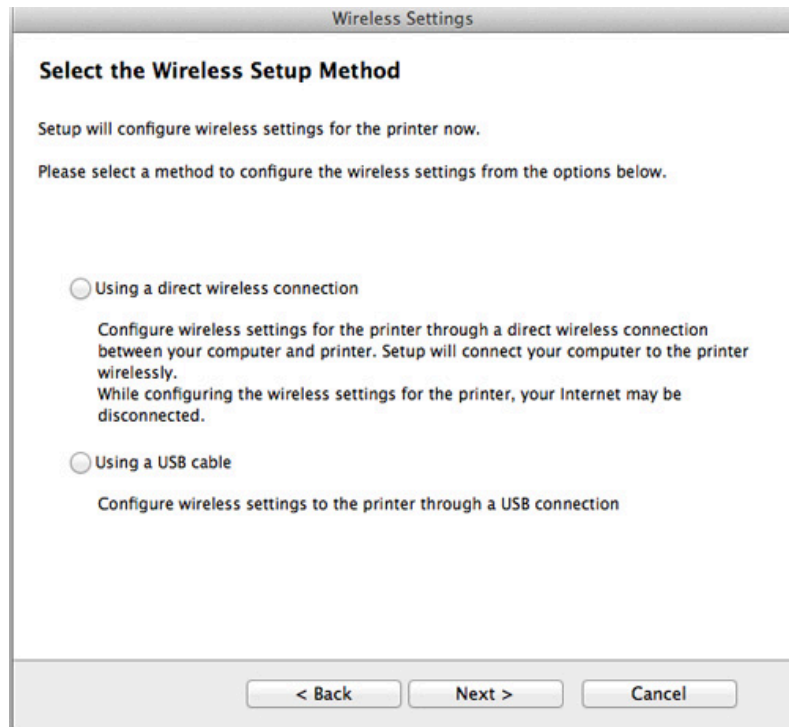 Wireless Settings
Select the Wireless Setup Method
Setup will configure wireless settings for the printer now.
Please select a method to configure the wireless settings from the options below.
Using a direct wireless connection
Configure wireless settings for the printer through a direct wireless connection
between your computer and printer. Setup will connect your computer to the printer
wirelessly.
While configuring the wireless settings for the printer, your Internet may be
disconnected.
Using a USB cable
Configure wireless settings to the printer through a USB connection
< Back Next > Cancel